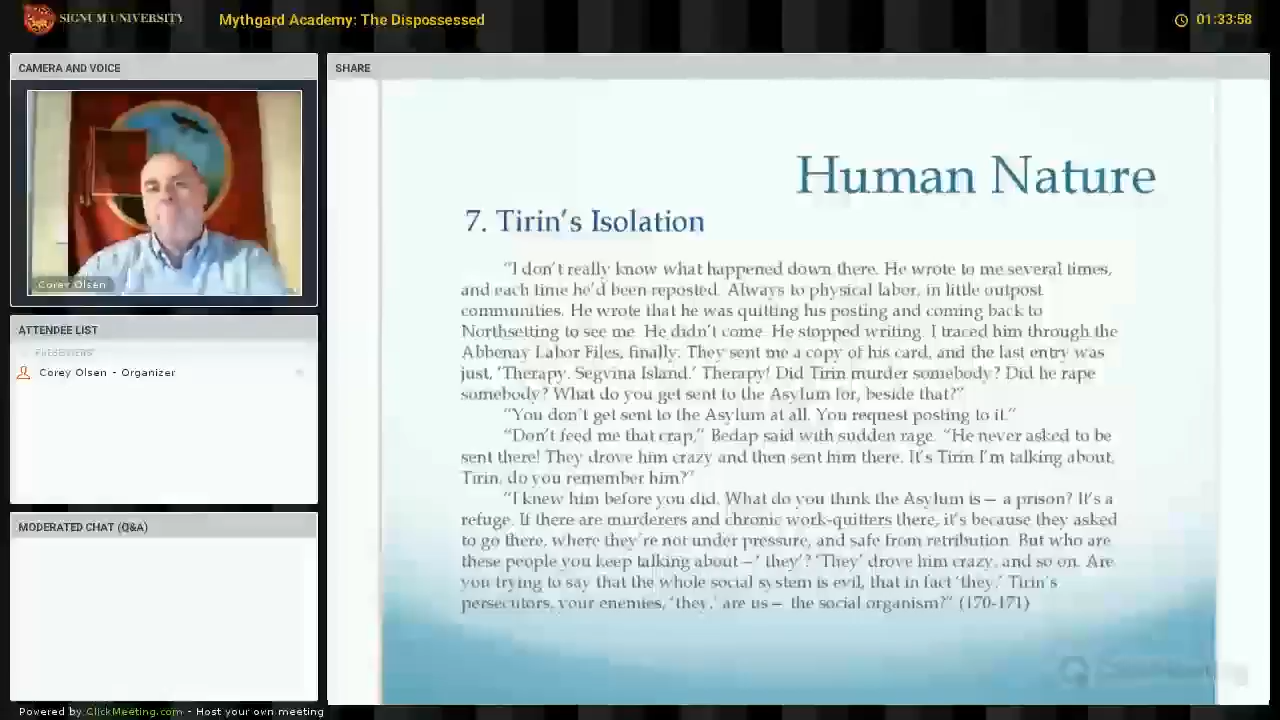 SIGNUM UNIVERSITY
Mythgard Academy: The Dispossessed
01:33:58
CAMERA AND VOICE
Corey Olsen
ATTENDEE LIST
Corey Olsen - Organizer
MODERATED CHAT (Q&A)
Powered by ClickMeeting.com - Host your own meeting
SHARE
Human Nature
7. Tirin's Isolation
"I don't really know what happened down there. He wrote to me several times,
and each time he'd been reposted. Always to physical labor, in little outpost
communities. He wrote that he was quitting his posting and coming back to
Northsetting to see me. He didn't come. He stopped writing. I traced him through the
Abbenay Labor Files, finally. They sent me a copy of his card, and the last entry was
just, 'Therapy. Segvina Island.' Therapy! Did Tirin murder somebody? Did he rape
somebody? What do you get sent to the Asylum for, beside that?"
"You don't get sent to the Asylum at all. You request posting to it."
"Don't feed me that crap," Bedap said with sudden rage. "He never asked to be
sent there! They drove him crazy and then sent him there. It's Tirin I'm talking about,
Tirin, do you remember him?"
"I knew him before you did. What do you think the Asylum is — a prison? It's a
refuge. If there are murderers and chronic work-quitters there, it's because they asked
to go there, where they're not under pressure, and safe from retribution. But who are
these people you keep talking about —' they'? 'They' drove him crazy, and so on. Are
you trying to say that the whole social system is evil, that in fact 'they,' Tirin's
persecutors, your enemies, 'they,' are us — the social organism?" (170-171)